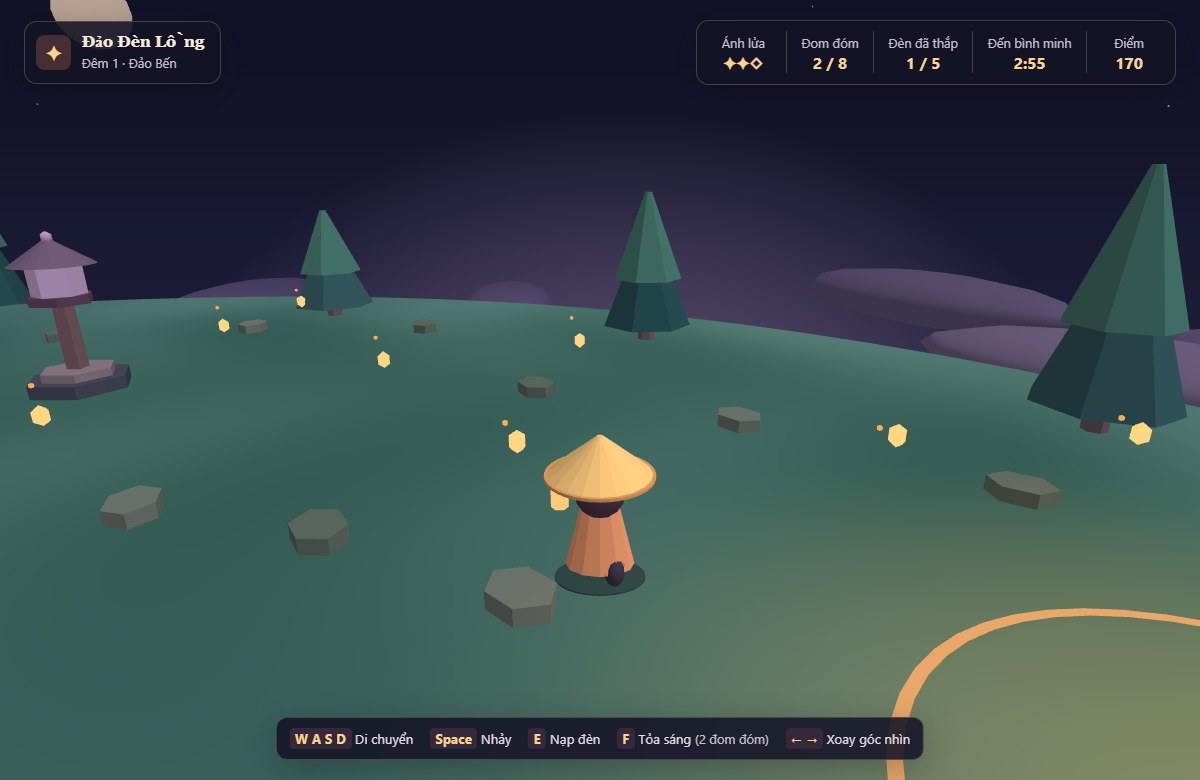 Đảo Đèn Lồng
Đêm 1 · Đảo Bến
Ánh lửa
✦✦✧
Đom đóm
2 / 8
Đèn đã thắp
1 / 5
Đến bình minh
2:55
Điểm
170
W A S D Di chuyển Space Nhảy E Nạp đèn F Tỏa sáng (2 đom đóm) ← → Xoay góc nhìn